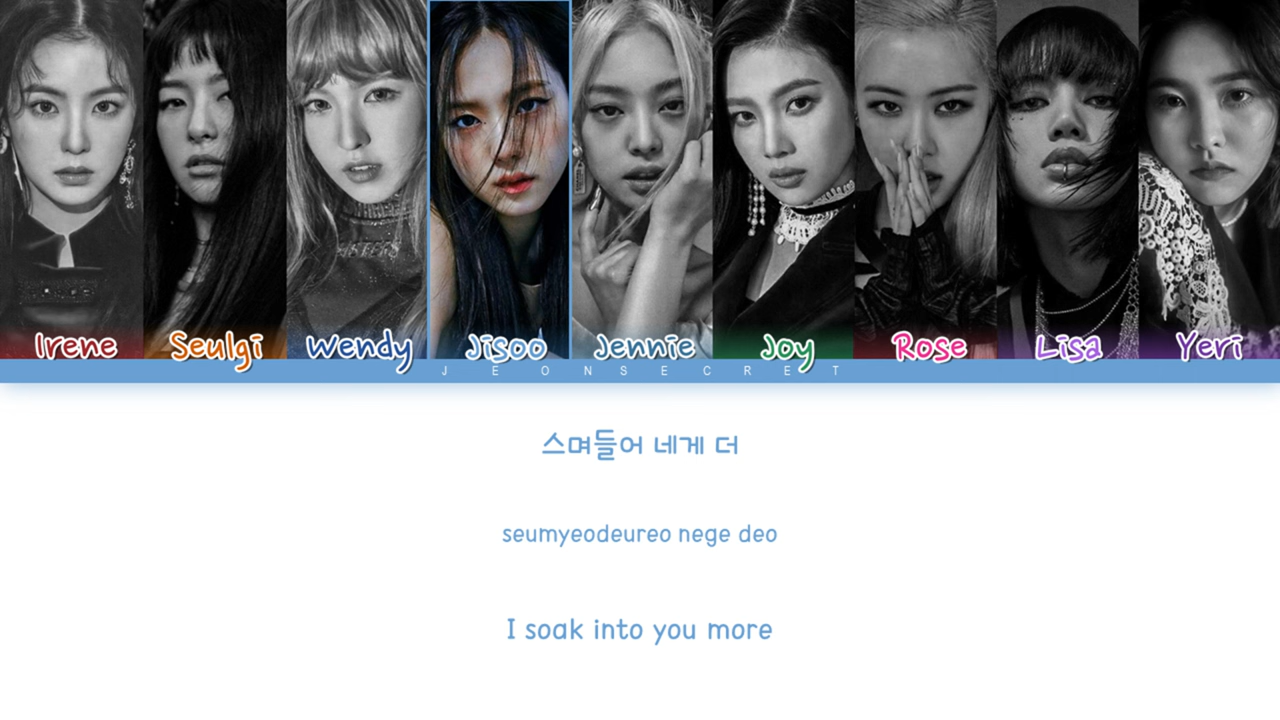 Irene Seulgi Wendy Jisoo Jennie Joy Rose Lisa Yeri
JEONSECRET
스며들어 네게 더
seumyeodeureo nege deo
I soak into you more